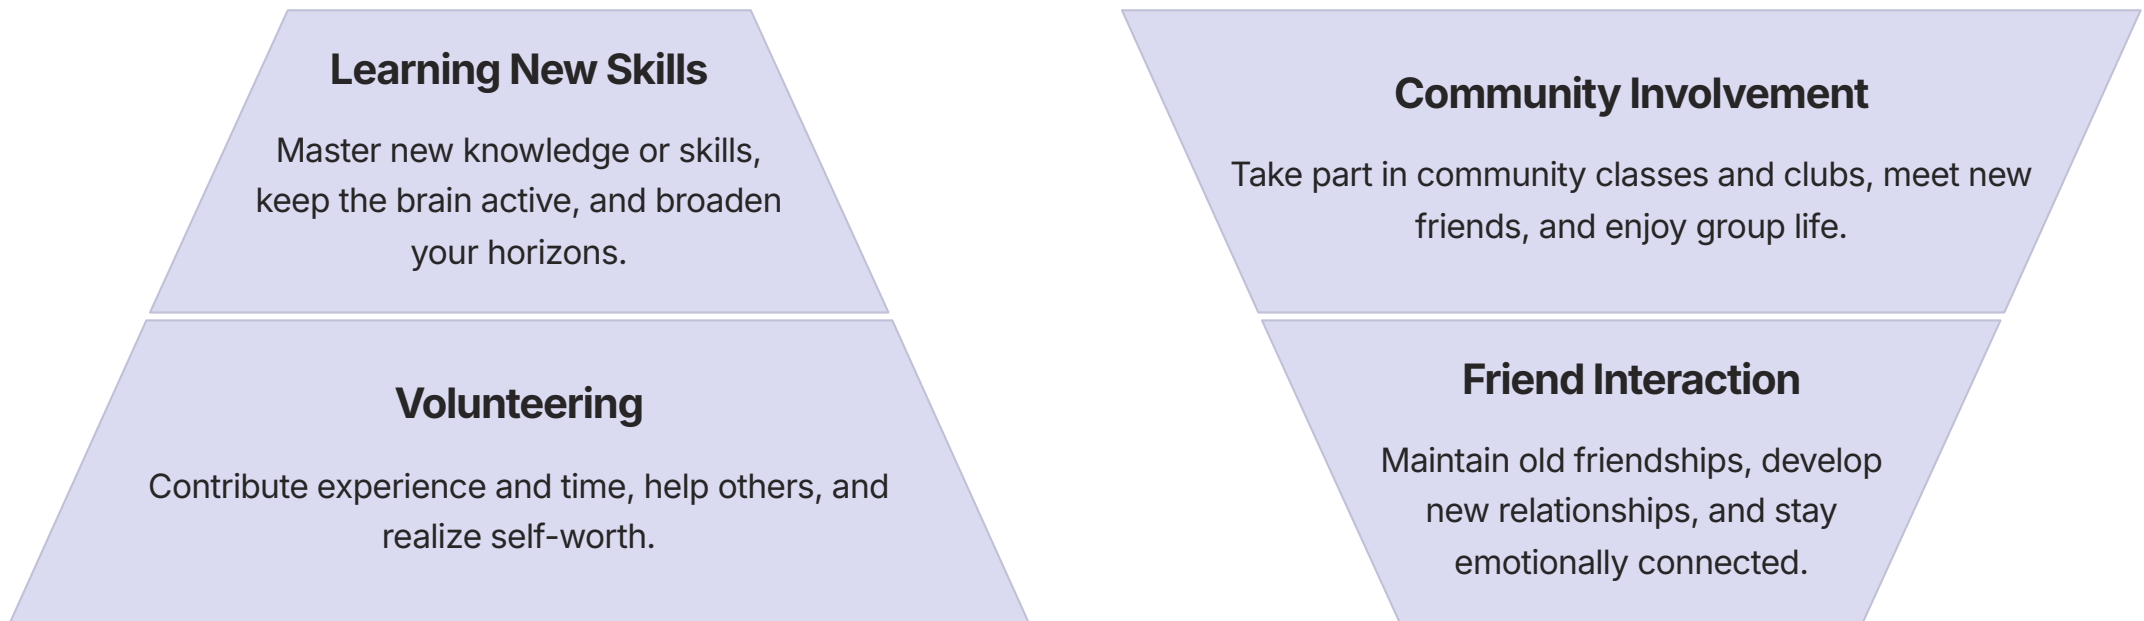 Learning New Skills
Master new knowledge or skills,
keep the brain active, and broaden
your horizons.
Volunteering
Contribute experience and time, help others, and
realize self-worth.
Community Involvement
Take part in community classes and clubs, meet new
friends, and enjoy group life.
Friend Interaction
Maintain old friendships, develop
new relationships, and stay
emotionally connected.